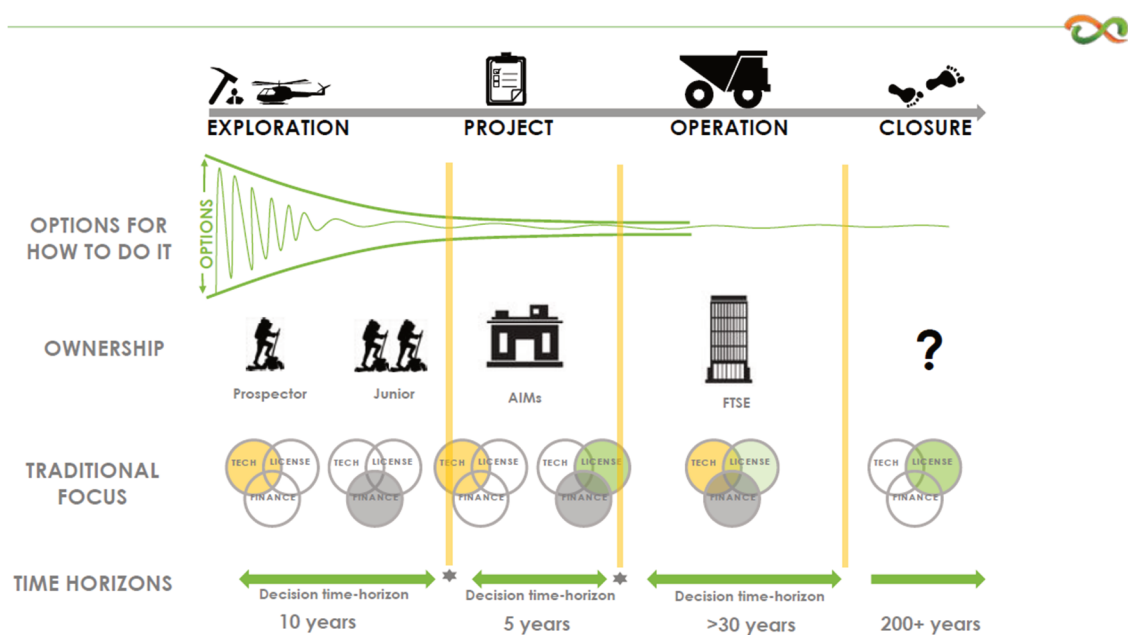 EXPLORATION
PROJECT
OPERATION
CLOSURE
OPTIONS FOR
HOW TO DO IT
OPTIONS
OWNERSHIP
Prospector
Junior
AIMs
FTSE
?
TRADITIONAL
FOCUS
TECH
LICENSE
FINANCE
TECH
LICENSE
FINANCE
TECH
LICENSE
FINANCE
TECH
LICENSE
FINANCE
TECH
LICENSE
FINANCE
TECH
LICENSE
FINANCE
TIME HORIZONS
Decision time-horizon
10 years
Decision time-horizon
5 years
Decision time-horizon
>30 years
200+ years